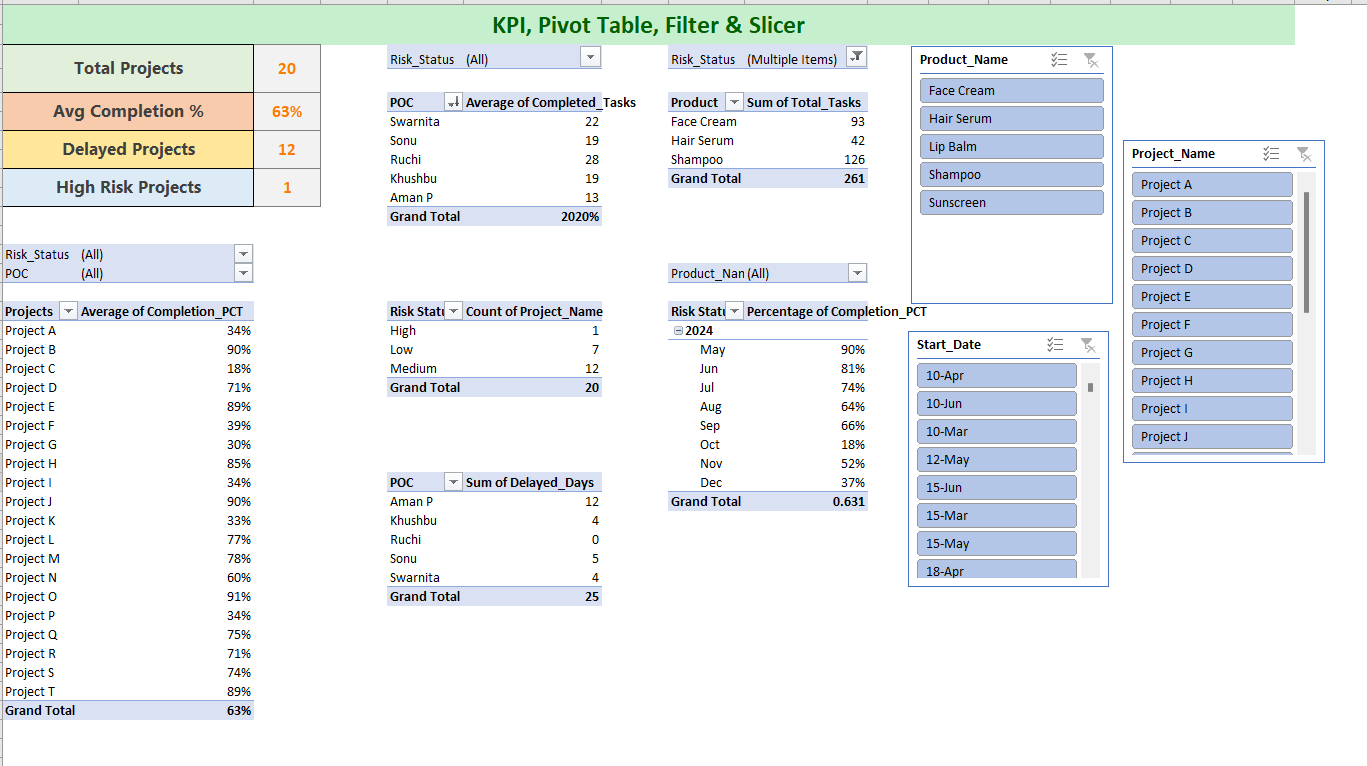 KPI, Pivot Table, Filter & Slicer
Total Projects 20
Avg Completion % 63%
Delayed Projects 12
High Risk Projects 1
Risk_Status (All)
POC (All)
Projects Average of Completion_PCT
Project A 34%
Project B 90%
Project C 18%
Project D 71%
Project E 89%
Project F 39%
Project G 30%
Project H 85%
Project I 34%
Project J 90%
Project K 33%
Project L 77%
Project M 78%
Project N 60%
Project O 91%
Project P 34%
Project Q 75%
Project R 71%
Project S 74%
Project T 89%
Grand Total 63%
Risk_Status (All)
POC Average of Completed_Tasks
Swarnita 22
Sonu 19
Ruchi 28
Khushbu 19
Aman P 13
Grand Total 2020%
Risk Statu Count of Project_Name
High 1
Low 7
Medium 12
Grand Total 20
POC Sum of Delayed_Days
Aman P 12
Khushbu 4
Ruchi 0
Sonu 5
Swarnita 4
Grand Total 25
Risk_Status (Multiple Items)
Product Sum of Total_Tasks
Face Cream 93
Hair Serum 42
Shampoo 126
Grand Total 261
Product_Nan (All)
Risk Statu Percentage of Completion_PCT
2024
May 90%
Jun 81%
Jul 74%
Aug 64%
Sep 66%
Oct 18%
Nov 52%
Dec 37%
Grand Total 0.631
Product_Name
Face Cream
Hair Serum
Lip Balm
Shampoo
Sunscreen
Start_Date
10-Apr
10-Jun
10-Mar
12-May
15-Jun
15-Mar
15-May
18-Apr
Project_Name
Project A
Project B
Project C
Project D
Project E
Project F
Project G
Project H
Project I
Project J